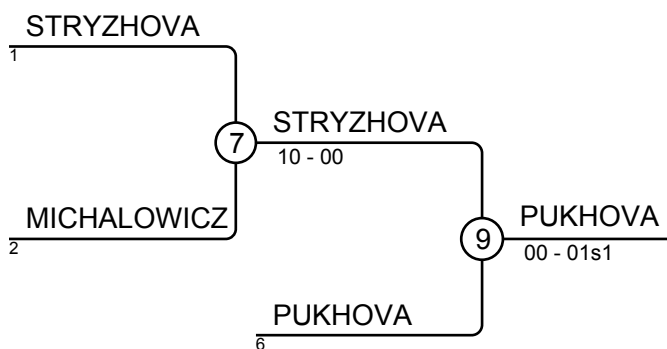 STRYZHOVA
1
7
STRYZHOVA
10 - 00
MICHALOWICZ
2
9
PUKHOVA
00 - 01s1
PUKHOVA
6